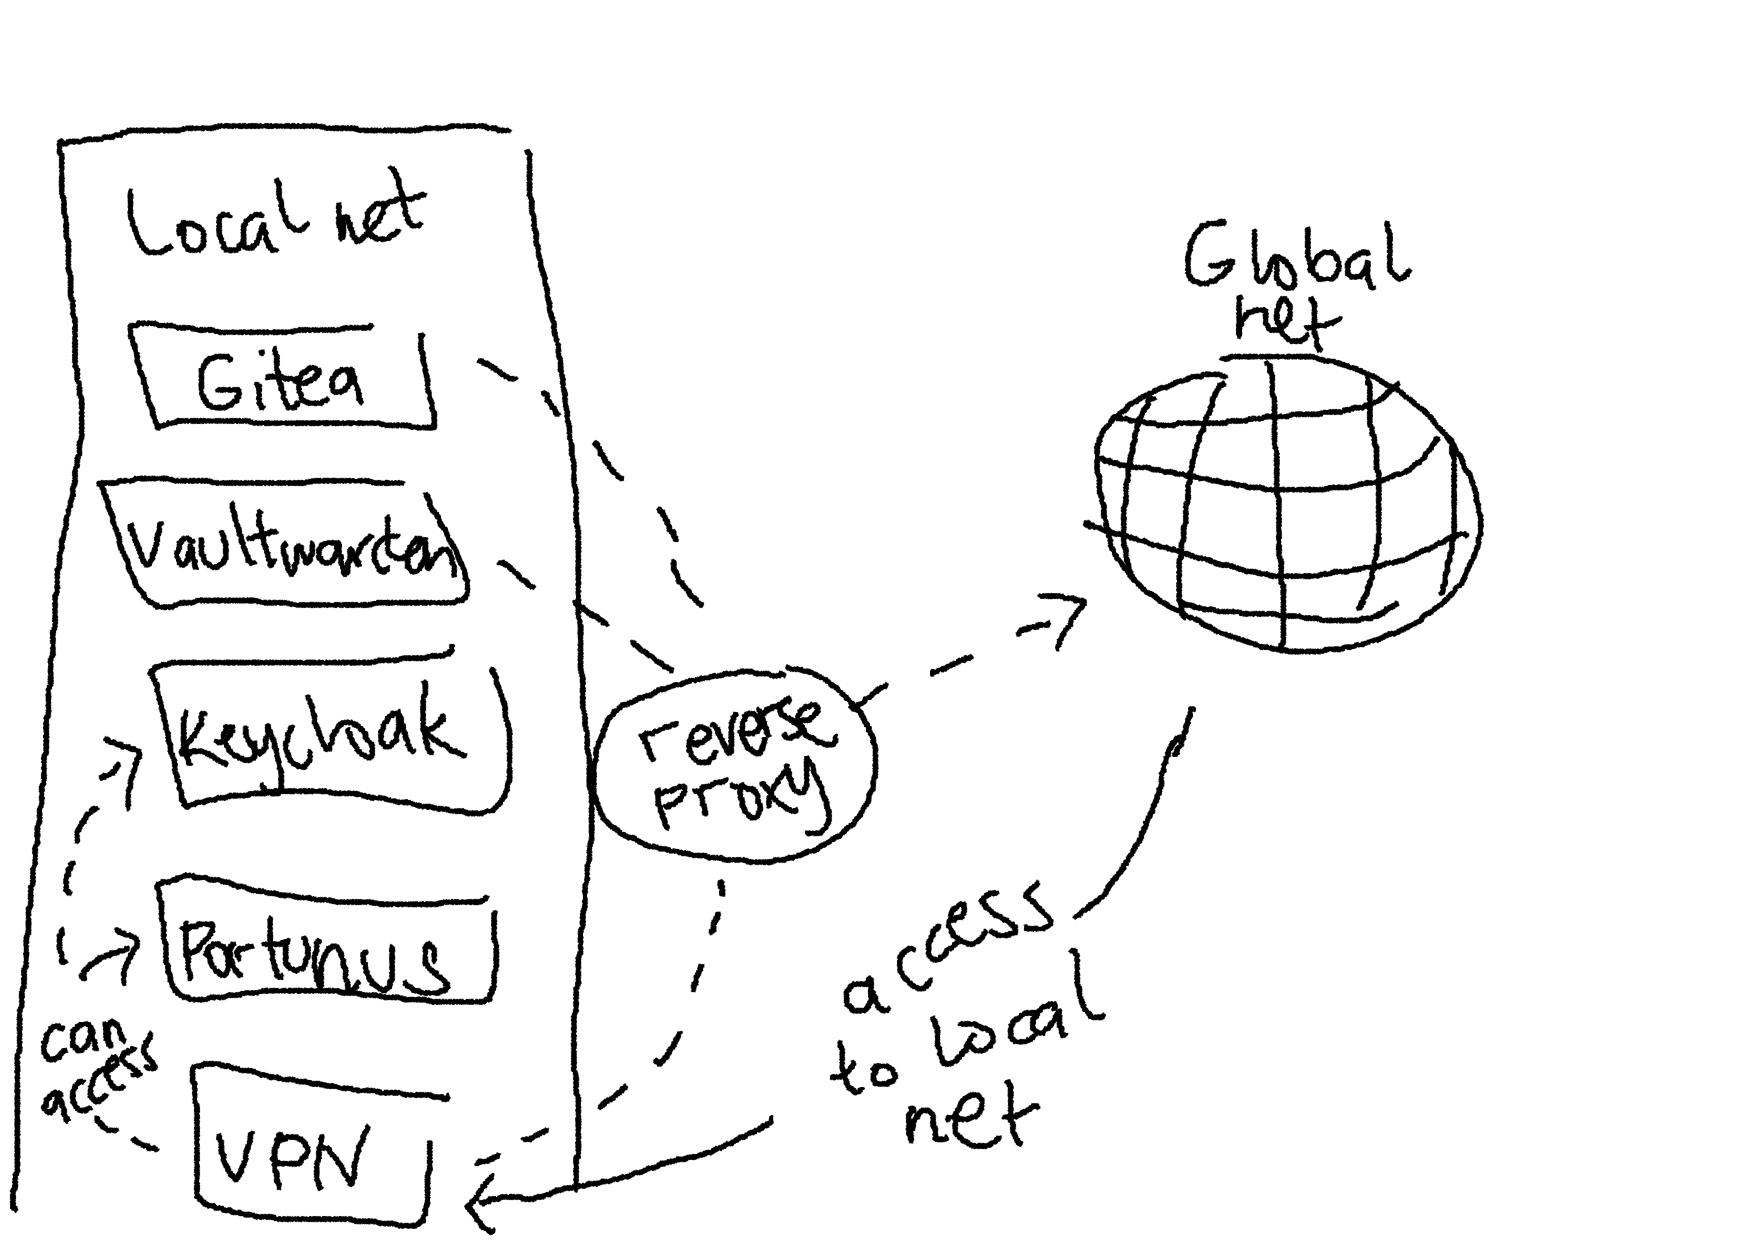 Local net
Gitea
Vaultwarden
Keycloak
Portunus
can
access
VPN
reverse
proxy
Global
net
access
to local
net